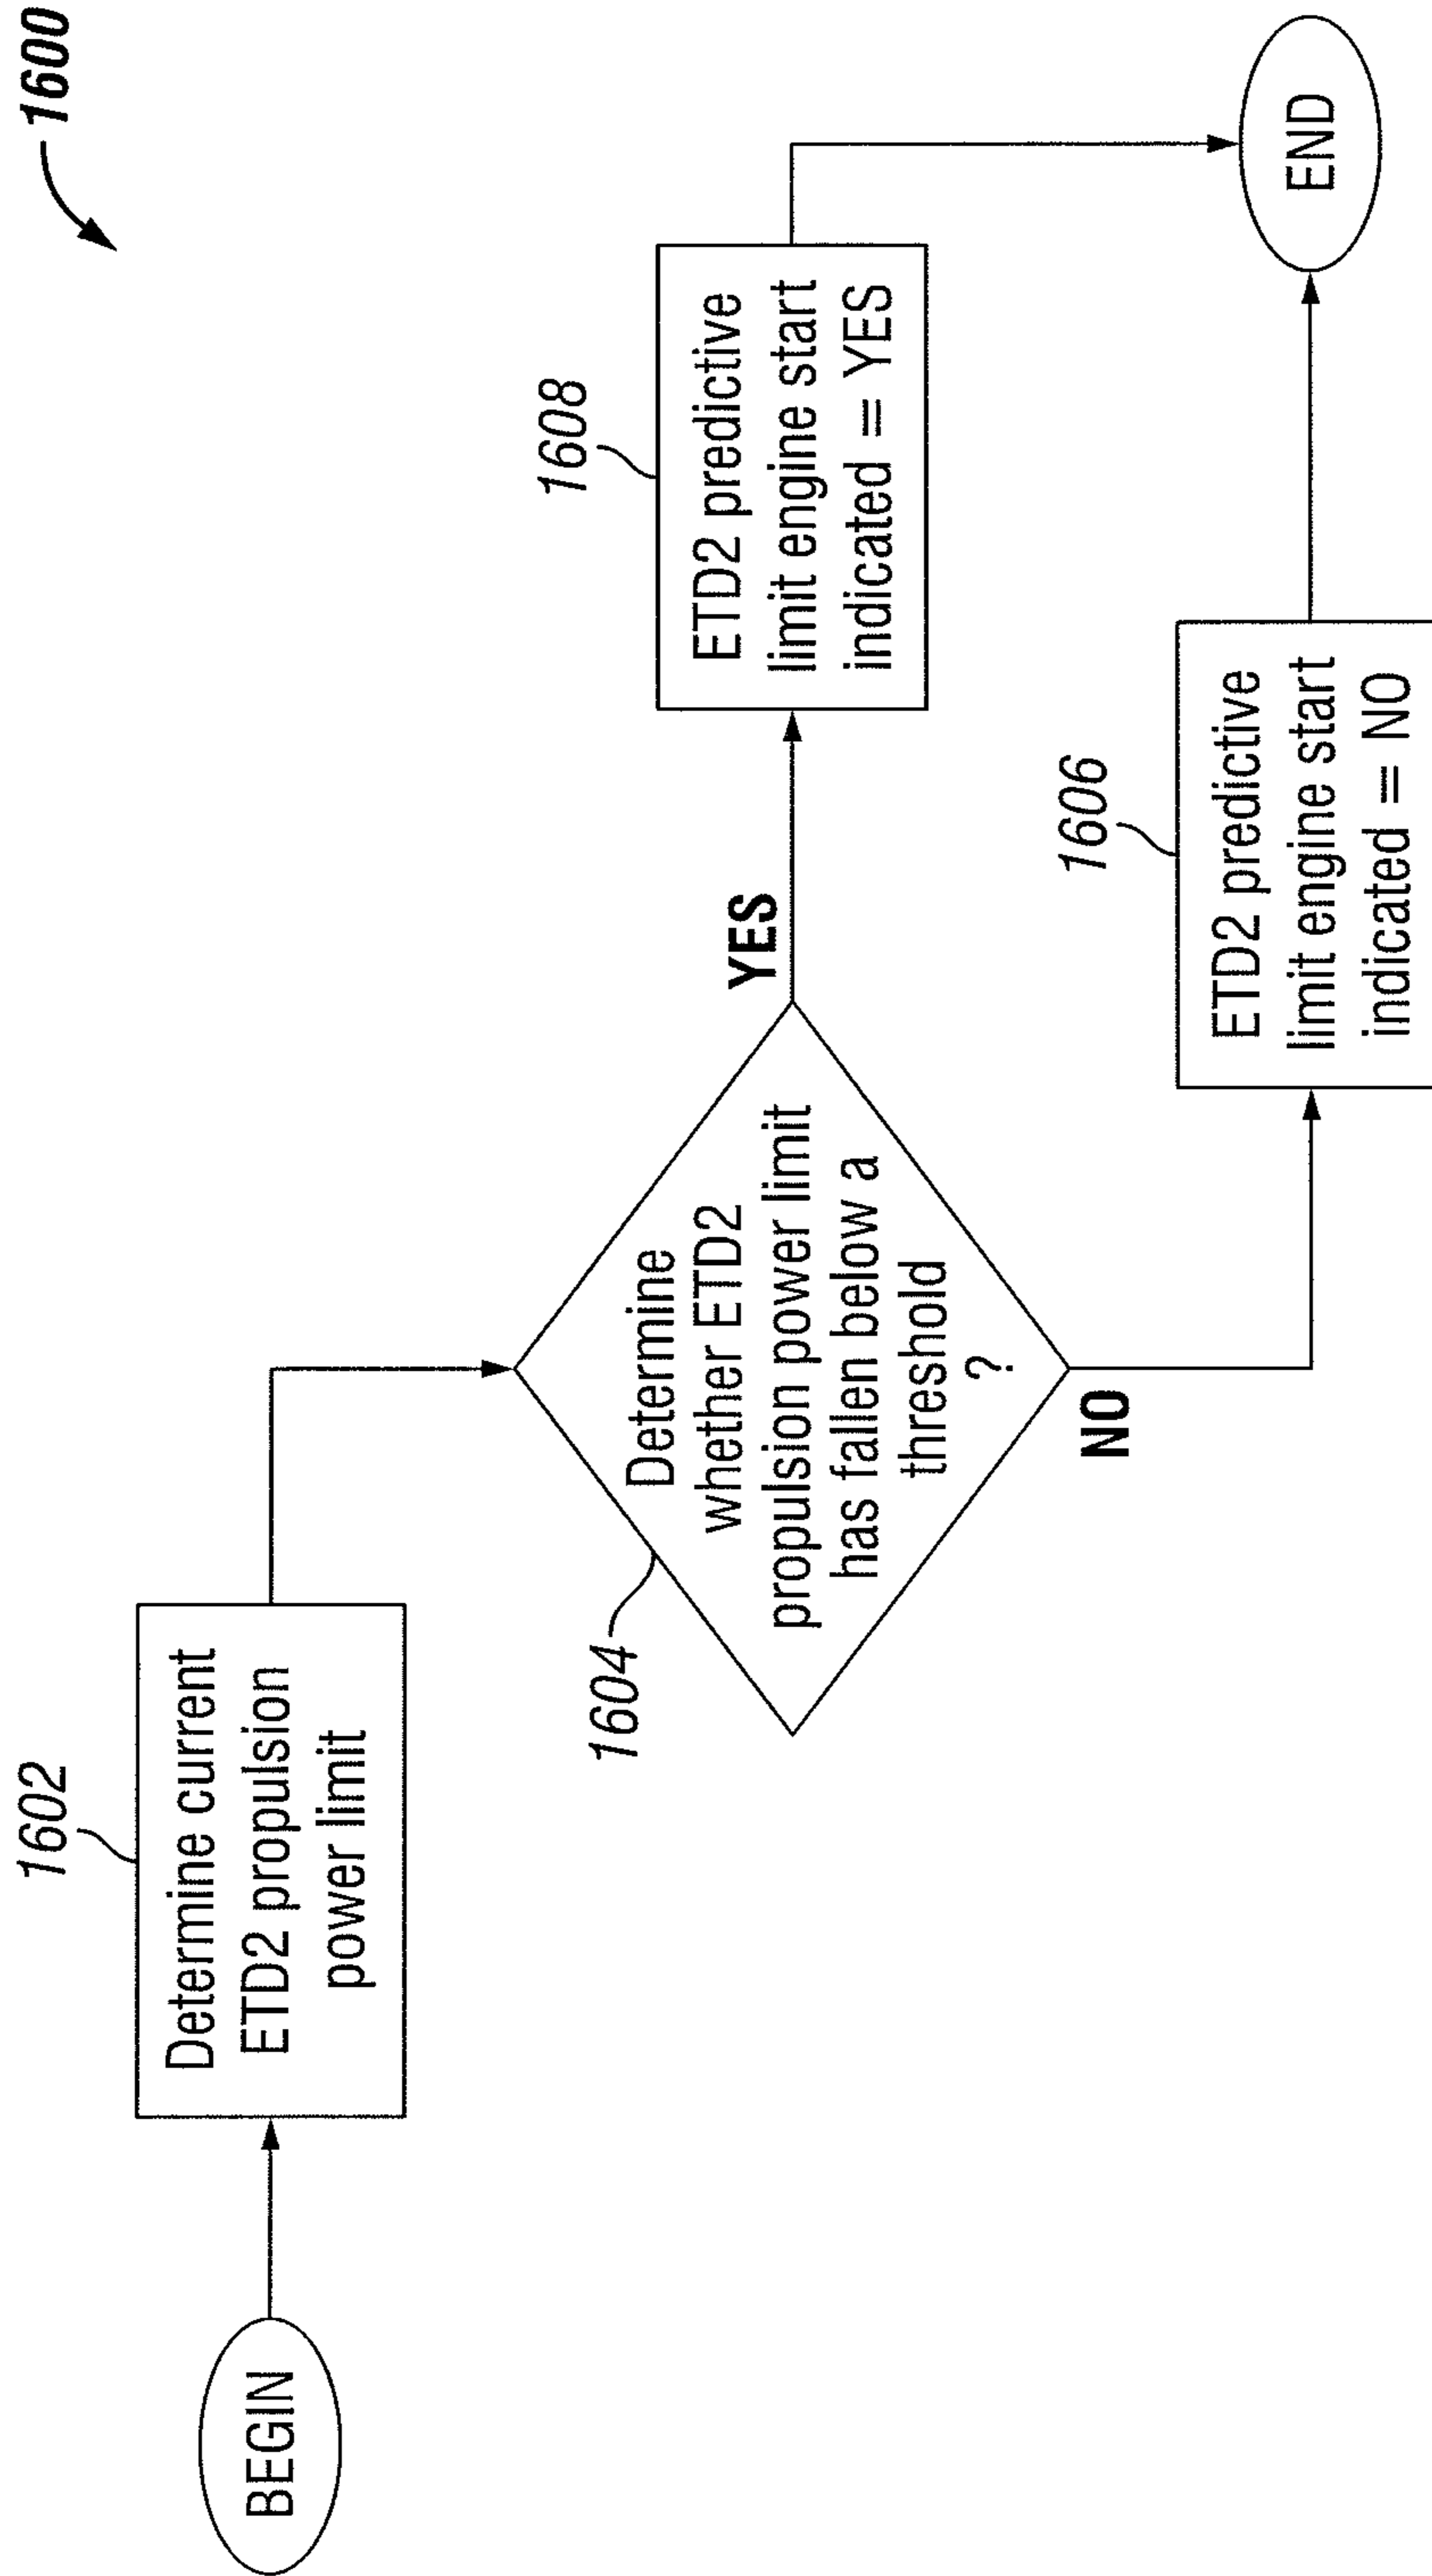 1600
BEGIN
1602
Determine current
ETD2 propulsion
power limit
1604
Determine
whether ETD2
propulsion power limit
has fallen below a
threshold
?
YES
NO
1608
ETD2 predictive
limit engine start
indicated = YES
1606
ETD2 predictive
limit engine start
indicated = NO
END